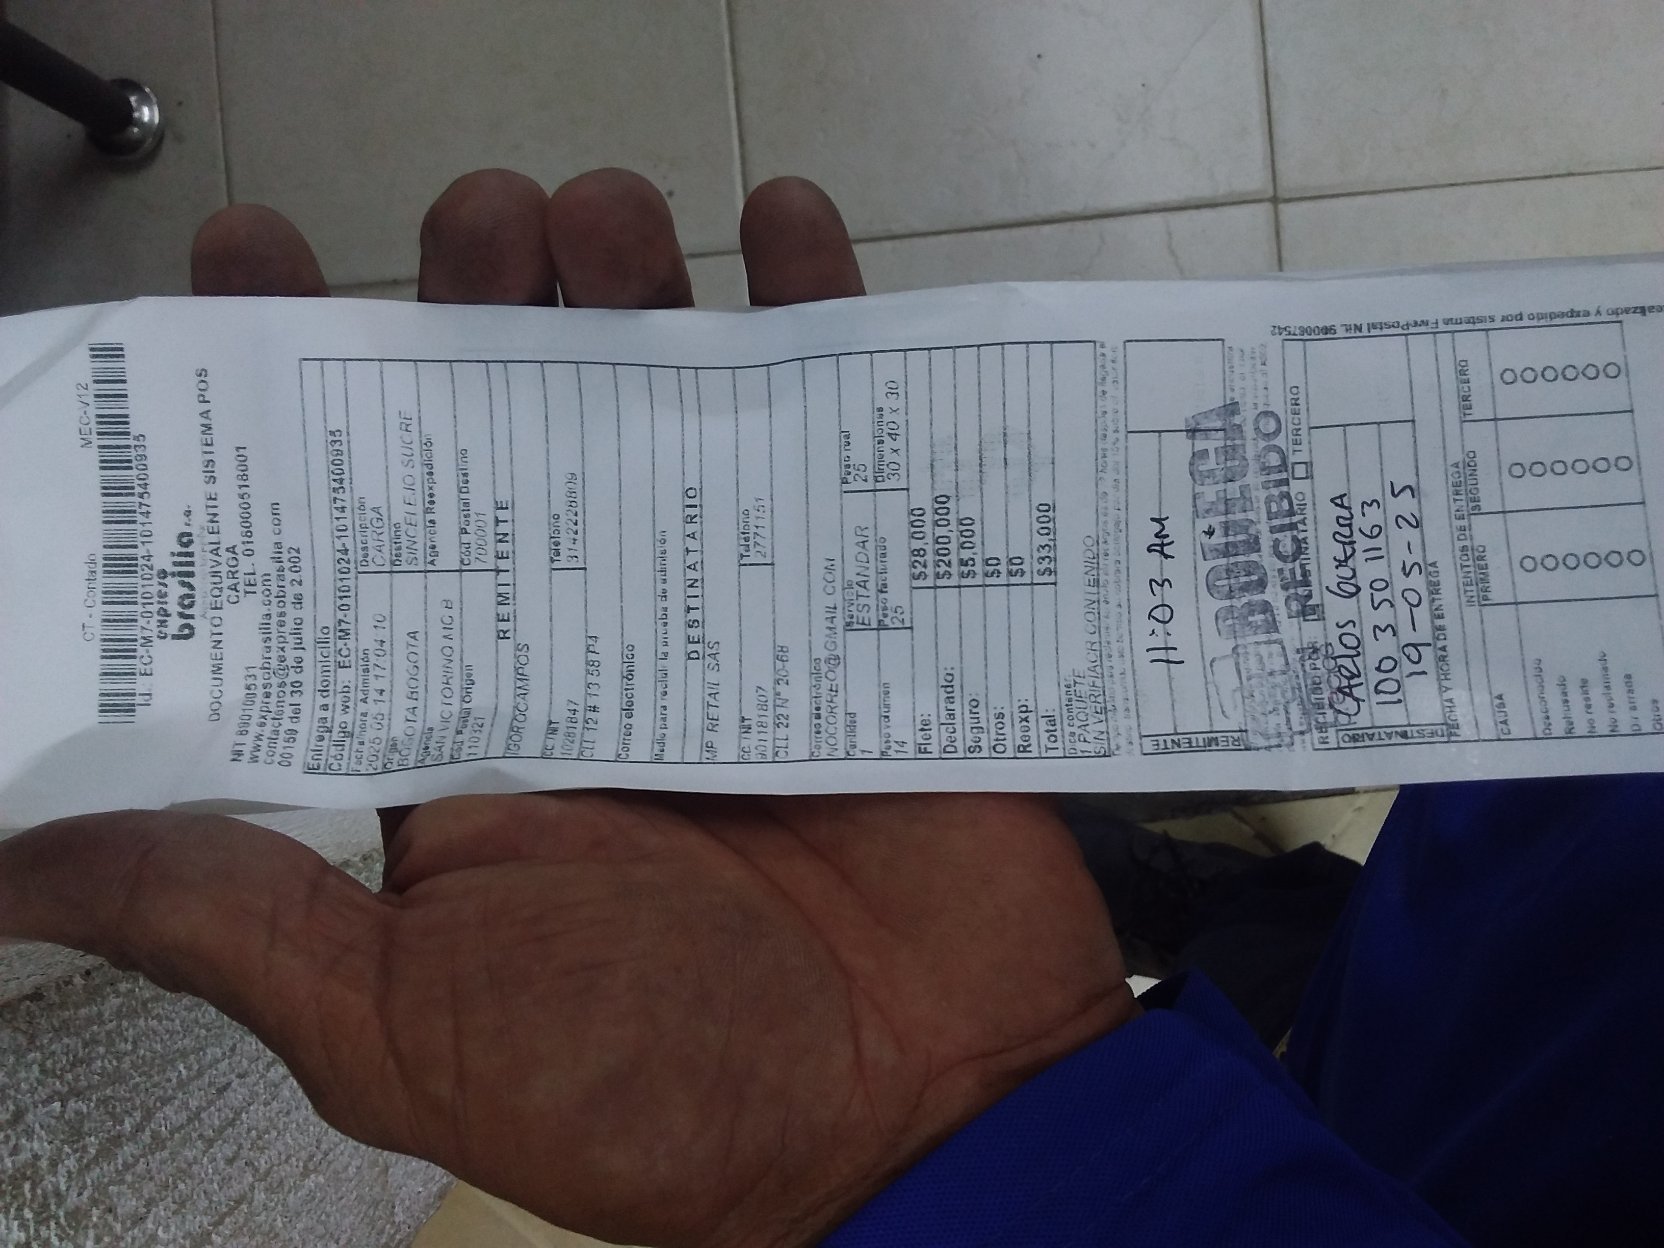 CT - Contado MEC-V12
Id.: EC-M7-0101024-101475400935
expreso
brasilia s.a.
DOCUMENTO EQUIVALENTE SISTEMA POS
CARGA
NIT 890100531 TEL. 018000518001
www.expresobrasilia.com
contactenos@expresobrasilia.com
00159 del 30 de julio de 2.002
Entrega a domicilio
Código web: EC-M7-0101024-101475400935
Fecha/hora Admisión Descripción
2025 05 14 17 04 10 CARGA
Origen Destino
BOGOTA BOGOTA SINCELEJO SUCRE
Agencia Agencia Reexpedición
SAN VICTORINO MC B
Cód. Postal Origen Cód. Postal Destino
110321 700001
REMITENTE
IGOROCAMPOS
CC./NIT Teléfono
10281847 3142228809
CLL 12 # 13 58 P4
Correo electrónico
Medio para recibir la prueba de admisión
DESTINATARIO
MP RETAIL SAS
CC./NIT Teléfono
901181807 2771151
CLL 22 N° 20-68
Correo electrónico
NOCORREO@GMAIL.COM
Cantidad Servicio Peso real
1 ESTANDAR 25
Peso volumen Peso facturado Dimensiones
14 25 30 x 40 x 30
Flete: $28,000
Declarado: $200,000
Seguro: $5,000
Otros: $0
Reexp: $0
Total: $33,000
Dice contener
1 PAQUETE
SIN VERIFIACR CONTENIDO
REMITENTE
11:03 AM
REMITENTE
BODEGA
RECIBIDO
RECIBIDO POR: DESTINATARIO TERCERO
DESTINATARIO
CARLOS GUERRA
1003501163
19-05-25
FECHA Y HORA DE ENTREGA
INTENTOS DE ENTREGA
CAUSA PRIMERO SEGUNDO TERCERO
Desconocido
Rehusado
No reside
No reclamado
Dir errada
Otros
Realizado y expedido por sistema FivePostal Nit. 900087542